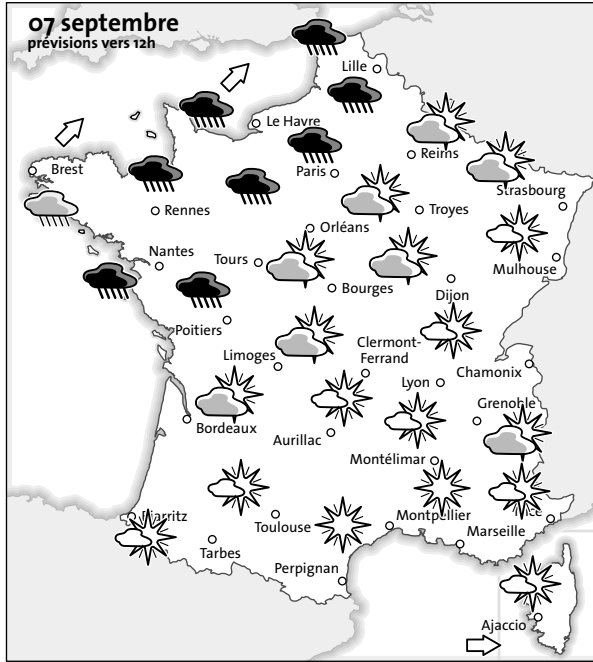 07 septembre
prévisions vers 12h
Lille
Le Havre
Reims
Paris
Brest
Strasbourg
Rennes
Troyes
Orléans
Nantes
Tours
Mulhouse
Bourges
Dijon
Poitiers
Clermont-
Ferrand
Limoges
Chamonix
Lyon
Grenoble
Bordeaux
Aurillac
Montélimar
Biarritz
Toulouse
Montpellier
Marseille
Tarbes
Perpignan
Ajaccio